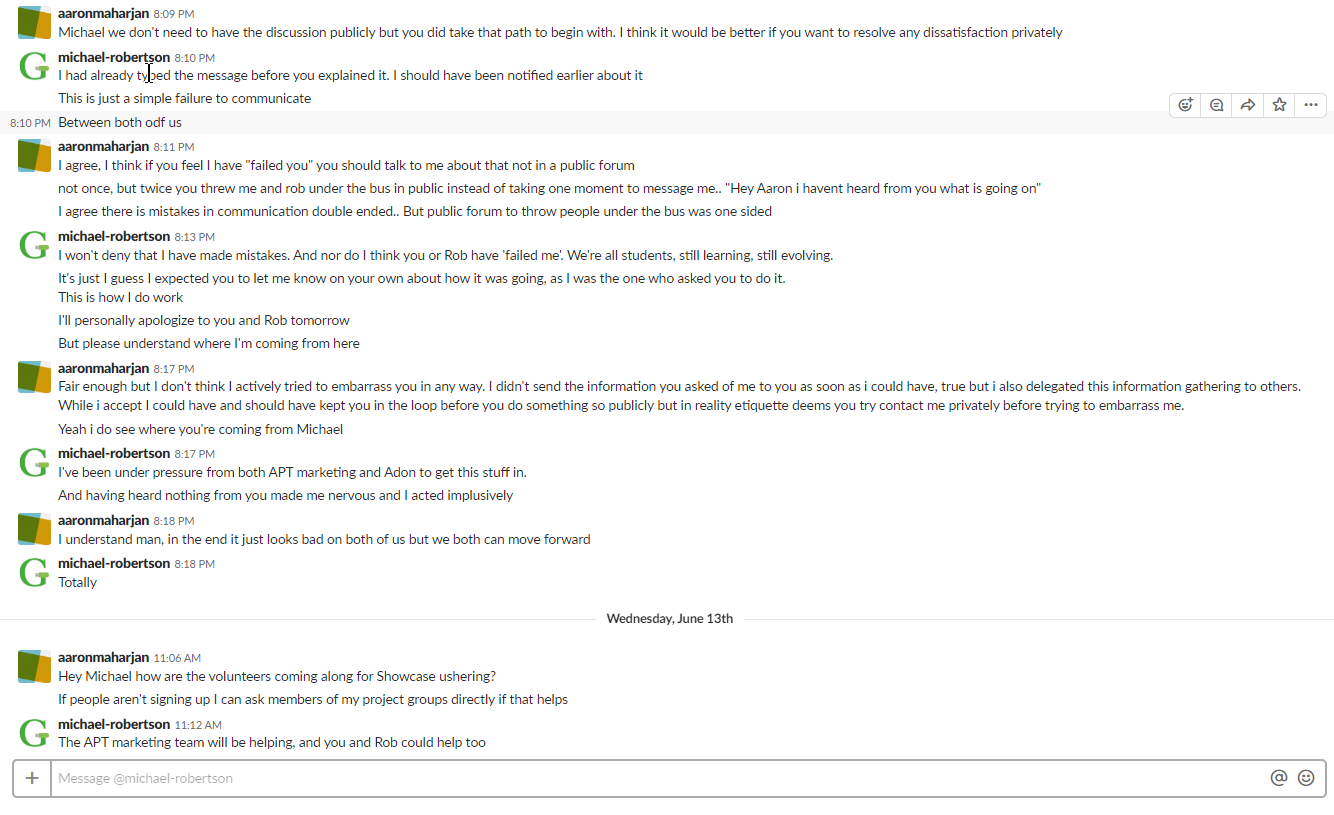 aaronmaharjan 8:09 PM
Michael we don't need to have the discussion publicly but you did take that path to begin with. I think it would be better if you want to resolve any dissatisfaction privately
michael-robertson 8:10 PM
I had already typed the message before you explained it. I should have been notified earlier about it
This is just a simple failure to communicate
8:10 PM Between both odf us
aaronmaharjan 8:11 PM
I agree, I think if you feel I have "failed you" you should talk to me about that not in a public forum
not once, but twice you threw me and rob under the bus in public instead of taking one moment to message me.. "Hey Aaron i havent heard from you what is going on"
I agree there is mistakes in communication double ended.. But public forum to throw people under the bus was one sided
michael-robertson 8:13 PM
I won't deny that I have made mistakes. And nor do I think you or Rob have 'failed me'. We're all students, still learning, still evolving.
It's just I guess I expected you to let me know on your own about how it was going, as I was the one who asked you to do it.
This is how I do work
I'll personally apologize to you and Rob tomorrow
But please understand where I'm coming from here
aaronmaharjan 8:17 PM
Fair enough but I don't think I actively tried to embarrass you in any way. I didn't send the information you asked of me to you as soon as i could have, true but i also delegated this information gathering to others.
While i accept I could have and should have kept you in the loop before you do something so publicly but in reality etiquette deems you try contact me privately before trying to embarrass me.
Yeah i do see where you're coming from Michael
michael-robertson 8:17 PM
I've been under pressure from both APT marketing and Adon to get this stuff in.
And having heard nothing from you made me nervous and I acted implusively
aaronmaharjan 8:18 PM
I understand man, in the end it just looks bad on both of us but we both can move forward
michael-robertson 8:18 PM
Totally
Wednesday, June 13th
aaronmaharjan 11:06 AM
Hey Michael how are the volunteers coming along for Showcase ushering?
If people aren't signing up I can ask members of my project groups directly if that helps
michael-robertson 11:12 AM
The APT marketing team will be helping, and you and Rob could help too
Message @michael-robertson